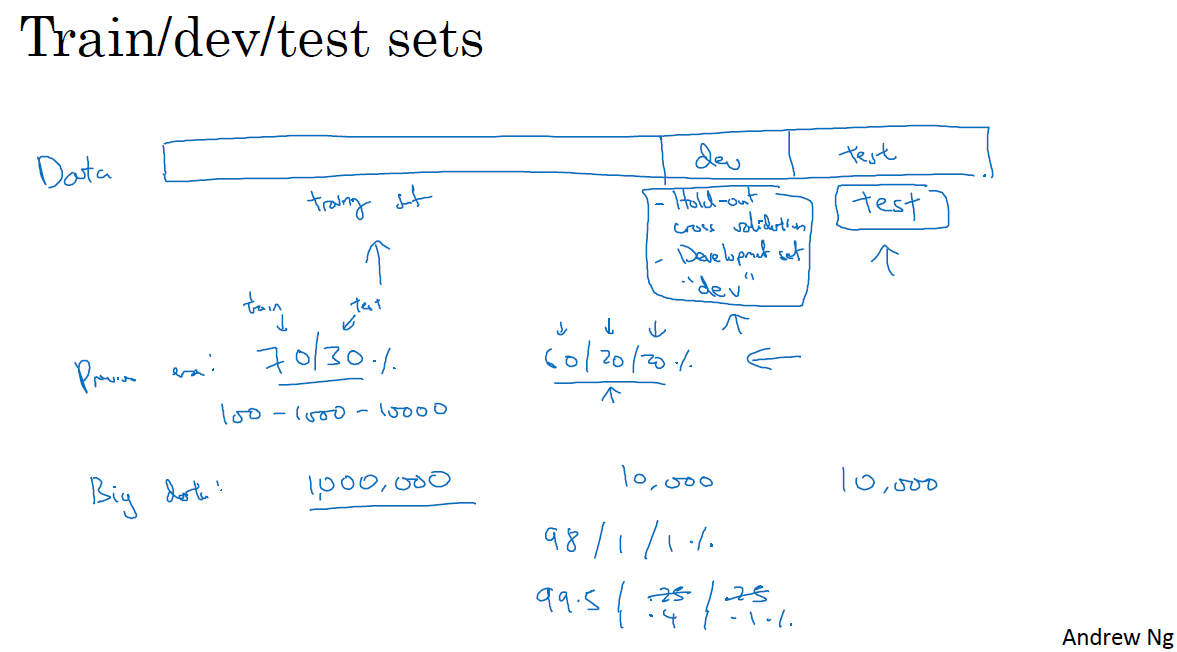 Train/dev/test sets
Data
dev
test
training set
- Hold-out
cross validation
- Development set
"dev"
test
train
test
Previous era:
70/30 %
60/20/20 %
100 - 1000 - 10000
Big data:
1,000,000
10,000
10,000
98 / 1 / 1 %
99.5 / .25 / .25
.4 / .1 %
Andrew Ng